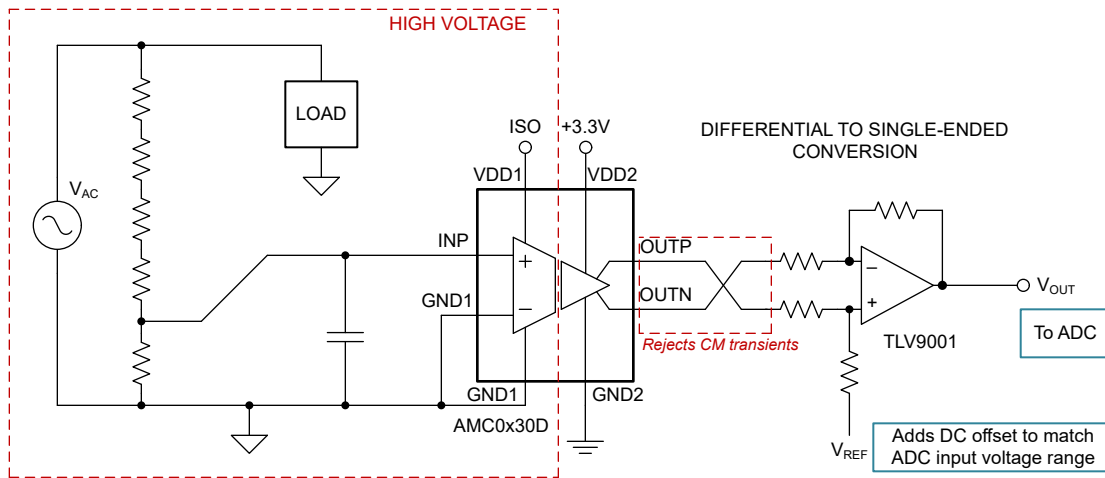 HIGH VOLTAGE
LOAD
ISO
+3.3V
DIFFERENTIAL TO SINGLE-ENDED
CONVERSION
VDD1
VDD2
VAC
INP
OUTP
+
−
GND1
−
OUTN
+
VOUT
Rejects CM transients
TLV9001
To ADC
GND1
GND2
AMC0x30D
VREF
Adds DC offset to match
ADC input voltage range